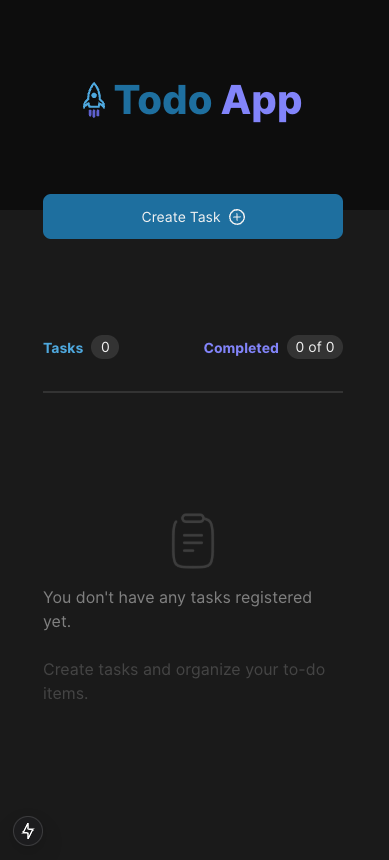 Todo App
Create Task
Tasks 0 Completed 0 of 0
You don't have any tasks registered
yet.
Create tasks and organize your to-do
items.